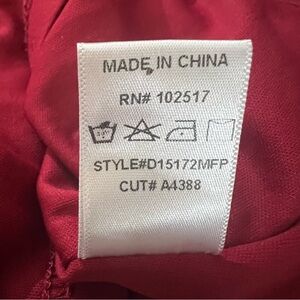 MADE IN CHINA
RN# 102517
STYLE#D15172MFP
CUT# A4388